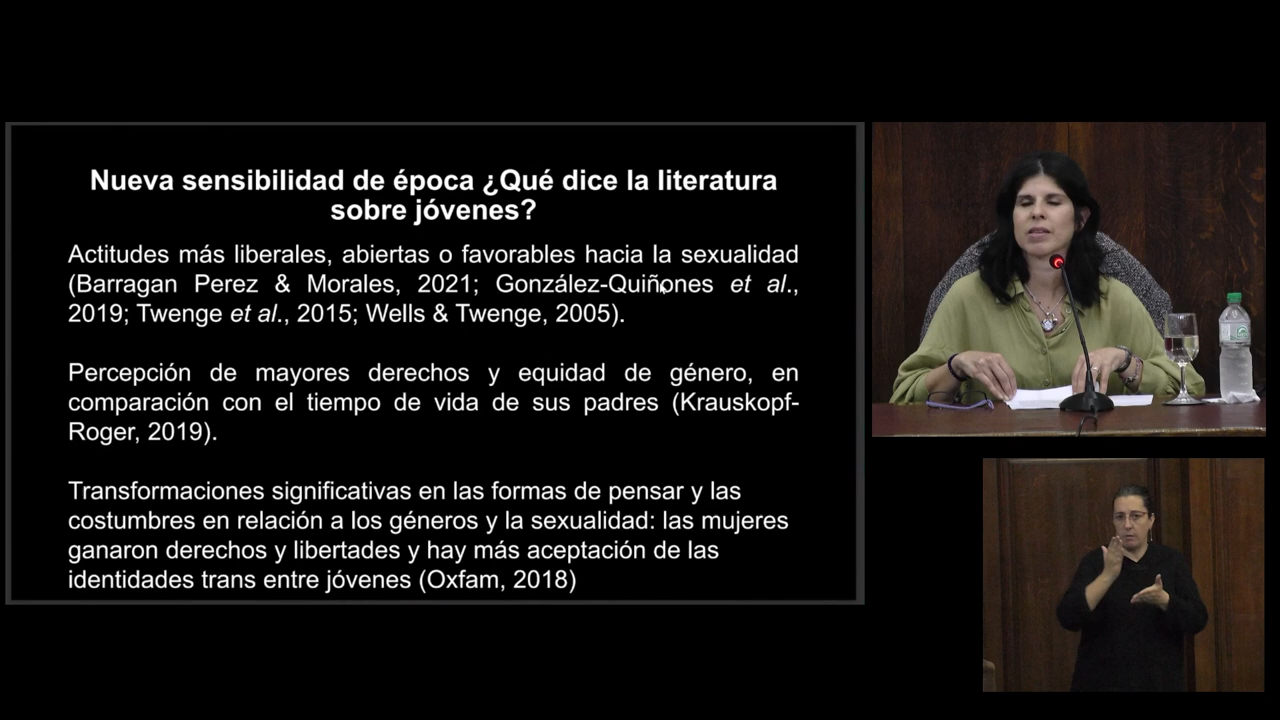 Nueva sensibilidad de época ¿Qué dice la literatura
sobre jóvenes?
Actitudes más liberales, abiertas o favorables hacia la sexualidad
(Barragan Perez & Morales, 2021; González-Quiñones et al.,
2019; Twenge et al., 2015; Wells & Twenge, 2005).
Percepción de mayores derechos y equidad de género, en
comparación con el tiempo de vida de sus padres (Krauskopf-
Roger, 2019).
Transformaciones significativas en las formas de pensar y las
costumbres en relación a los géneros y la sexualidad: las mujeres
ganaron derechos y libertades y hay más aceptación de las
identidades trans entre jóvenes (Oxfam, 2018)